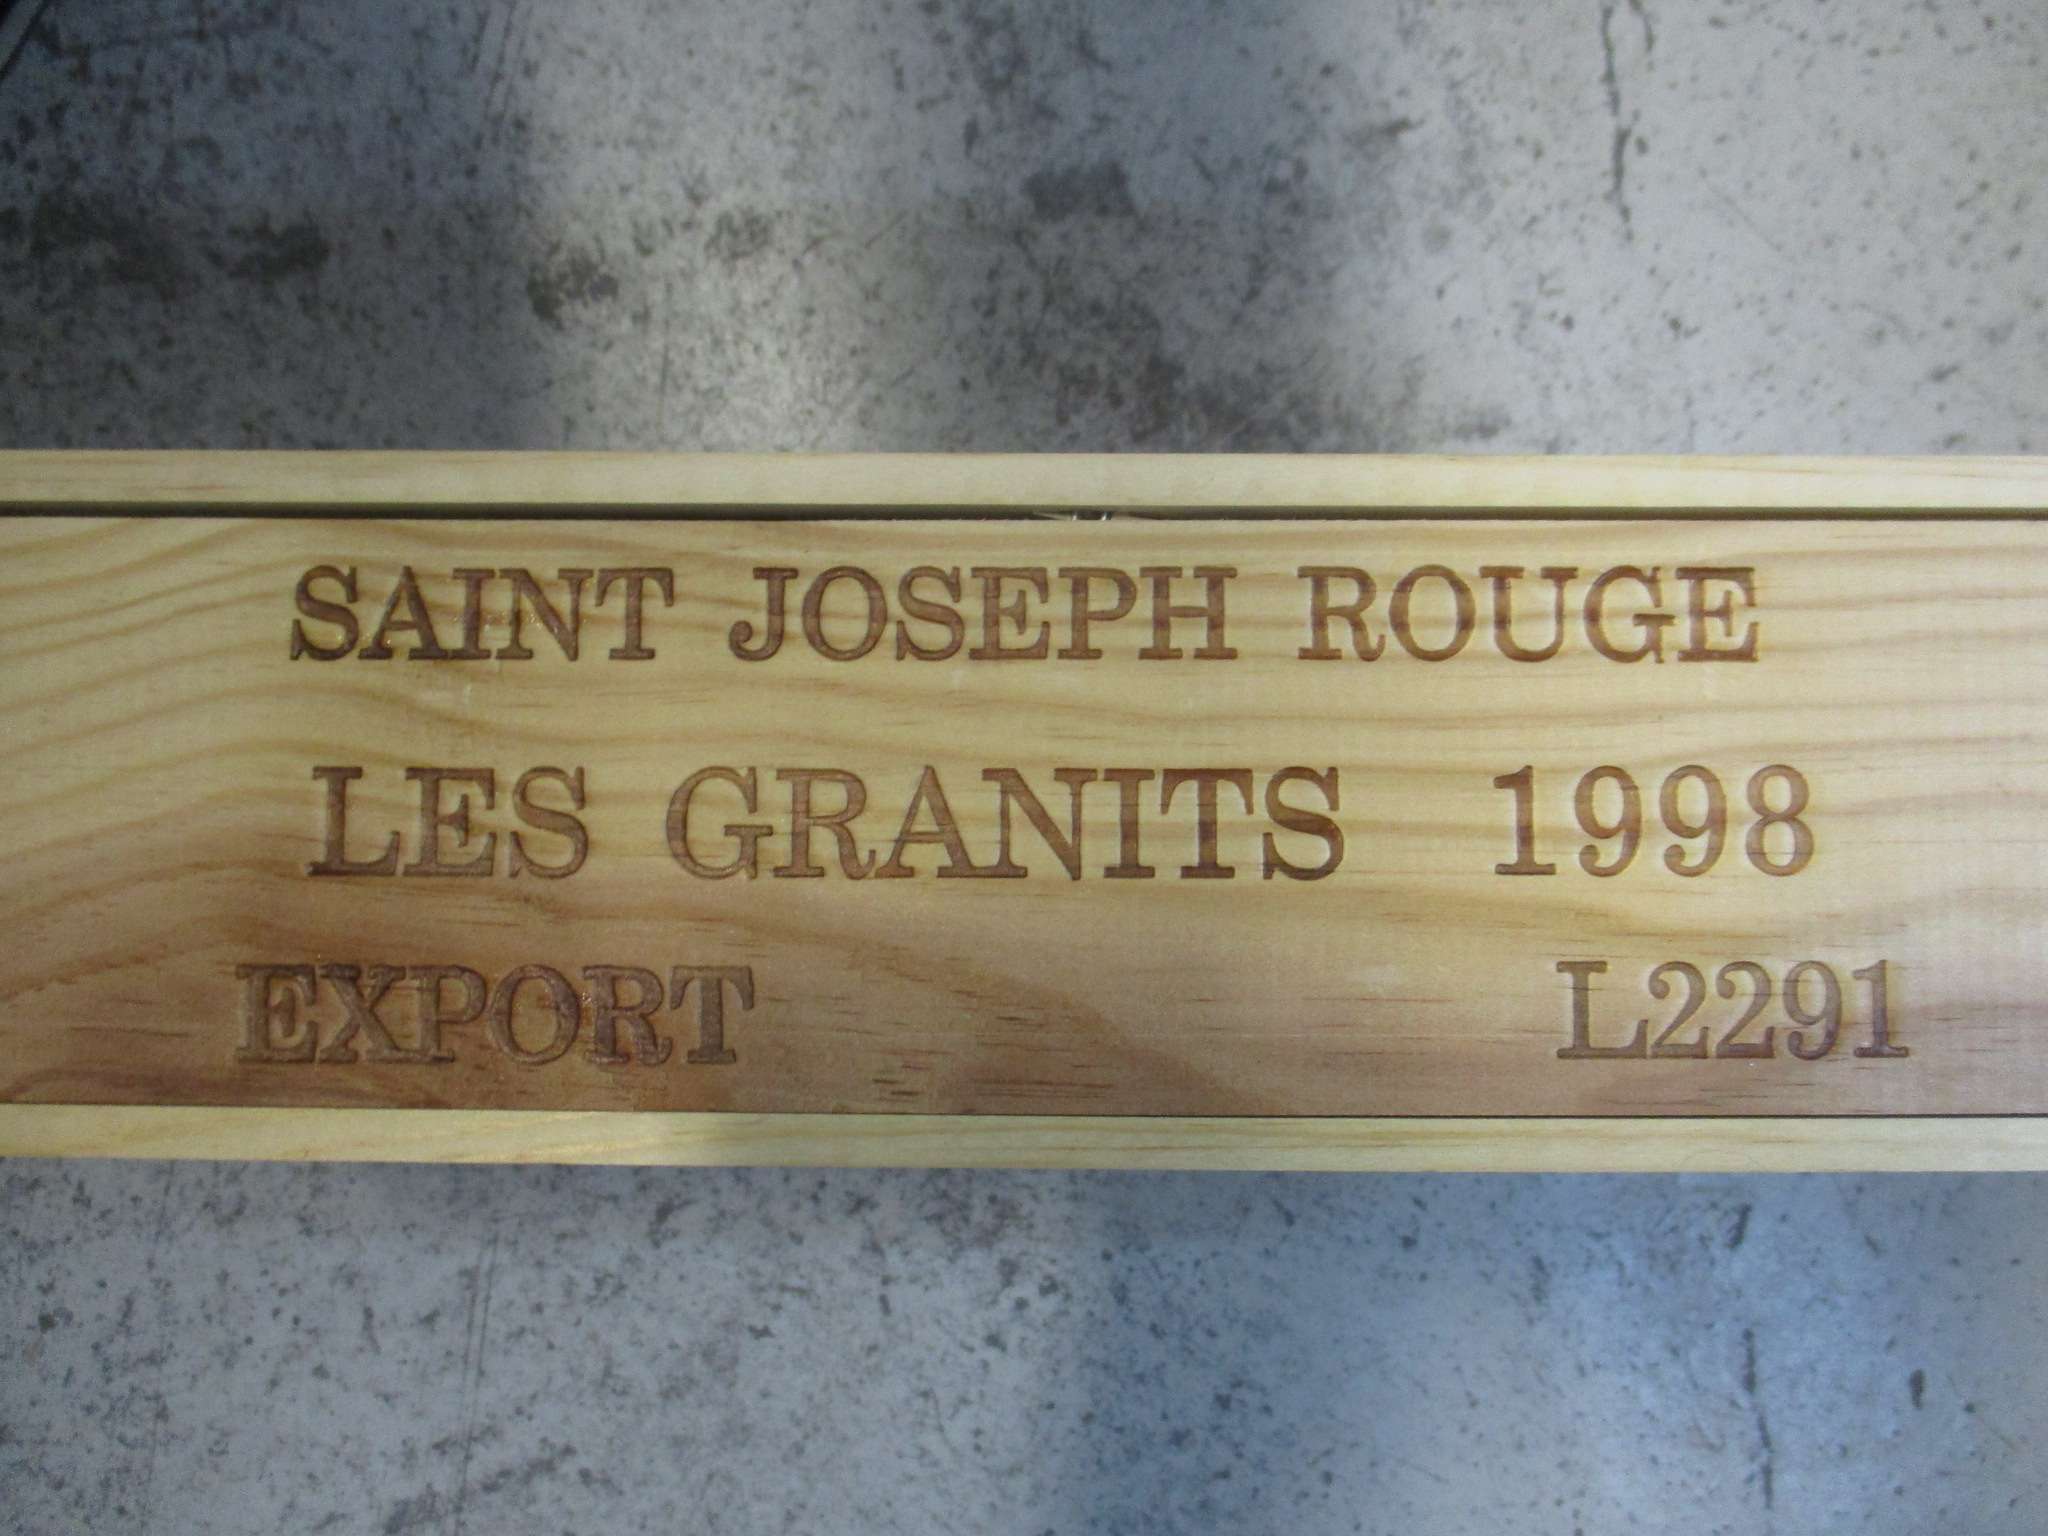 SAINT JOSEPH ROUGE
LES GRANITS 1998
EXPORT L2291